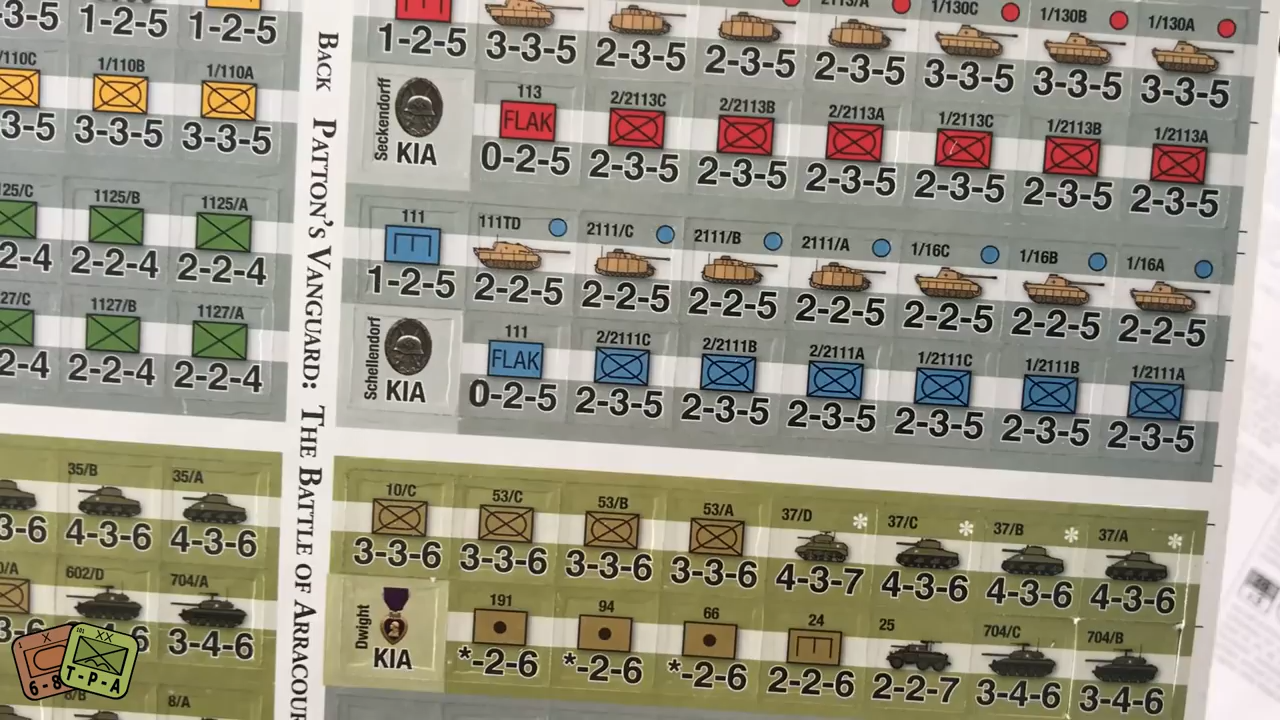 1-2-5 1-2-5
1-2-5 3-3-5 2-3-5 2-3-5 2-3-5 3-3-5 3-3-5 3-3-5
1/130C 1/130B 1/130A
/110C 1/110B 1/110A
3-5 3-3-5 3-3-5
Seckendorff
KIA
113 2/2113C 2/2113B 2/2113A 1/2113C 1/2113B 1/2113A
FLAK
0-2-5 2-3-5 2-3-5 2-3-5 2-3-5 2-3-5 2-3-5
25/C 1125/B 1125/A
2-4 2-2-4 2-2-4
111 111TD 2111/C 2111/B 2111/A 1/16C 1/16B 1/16A
1-2-5 2-2-5 2-2-5 2-2-5 2-2-5 2-2-5 2-2-5 2-2-5
27/C 1127/B 1127/A
2-4 2-2-4 2-2-4
Schellendorf
KIA
111 2/2111C 2/2111B 2/2111A 1/2111C 1/2111B 1/2111A
FLAK
0-2-5 2-3-5 2-3-5 2-3-5 2-3-5 2-3-5 2-3-5
BACK PATTON'S VANGUARD: THE BATTLE OF ARRACOUR
35/B 35/A
3-6 4-3-6 4-3-6
10/C 53/C 53/B 53/A 37/D * 37/C * 37/B * 37/A *
3-3-6 3-3-6 3-3-6 3-3-6 4-3-7 4-3-6 4-3-6 4-3-6
602/D 704/A
3-4-6
Dwight
KIA
191 94 66 24 25 704/C 704/B
*-2-6 *-2-6 *-2-6 2-2-6 2-2-7 3-4-6 3-4-6
8/B 8/A
X
6-8
101 XX
T-P-A